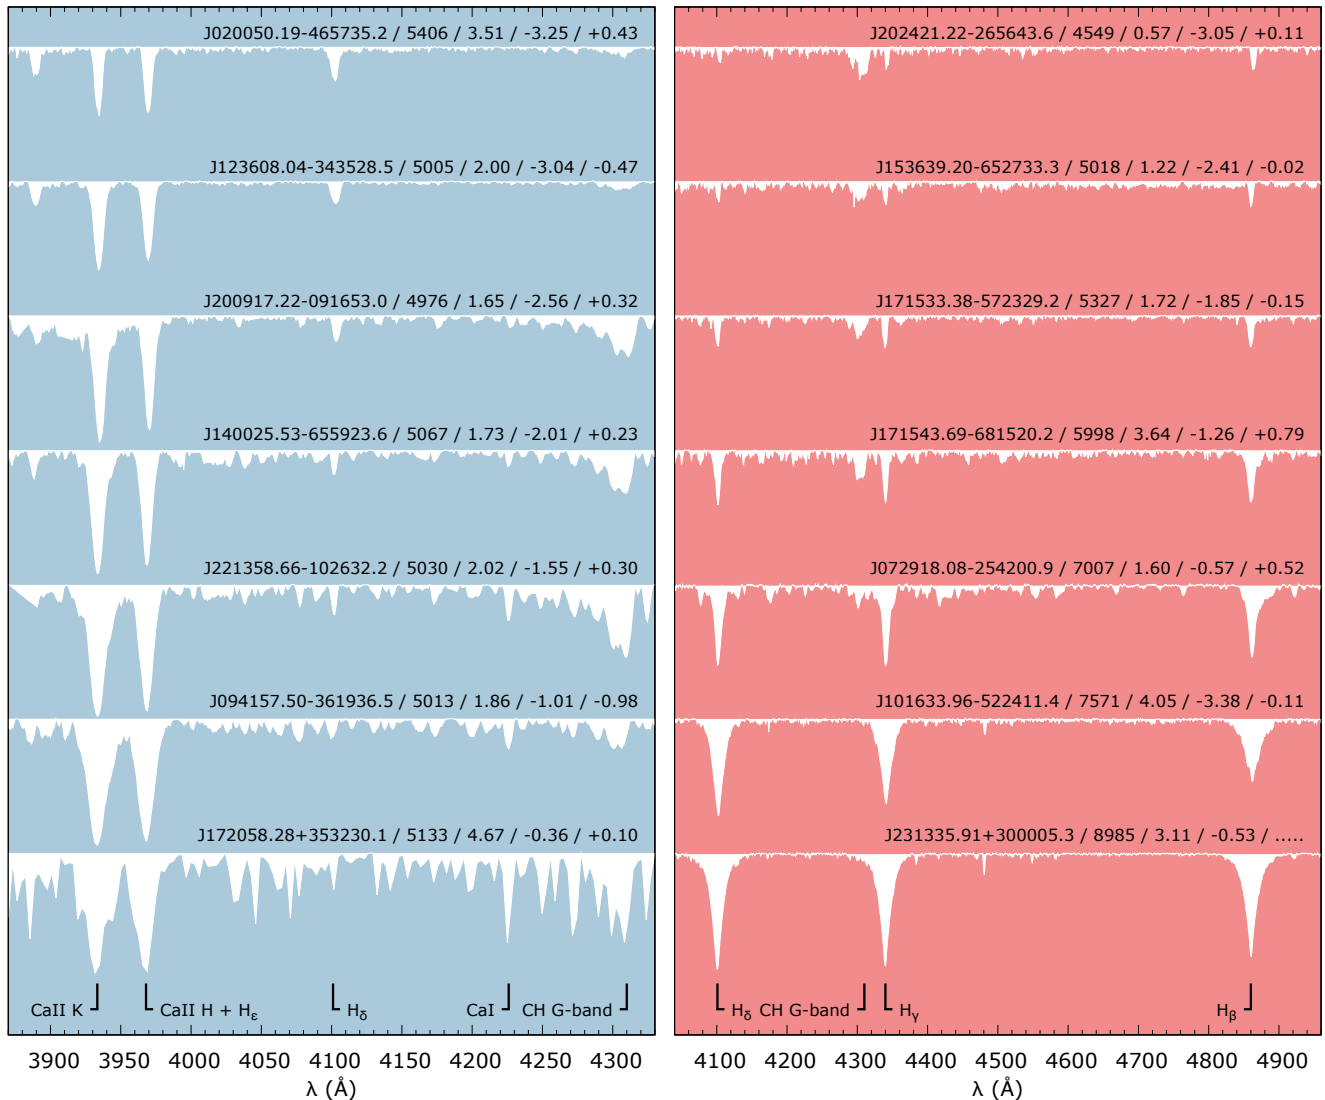 J020050.19-465735.2 / 5406 / 3.51 / -3.25 / +0.43
J123608.04-343528.5 / 5005 / 2.00 / -3.04 / -0.47
J200917.22-091653.0 / 4976 / 1.65 / -2.56 / +0.32
J140025.53-655923.6 / 5067 / 1.73 / -2.01 / +0.23
J221358.66-102632.2 / 5030 / 2.02 / -1.55 / +0.30
J094157.50-361936.5 / 5013 / 1.86 / -1.01 / -0.98
J172058.28+353230.1 / 5133 / 4.67 / -0.36 / +0.10
CaII K CaII H + Hε Hδ CaI CH G-band
3900 3950 4000 4050 4100 4150 4200 4250 4300
λ (Å)
J202421.22-265643.6 / 4549 / 0.57 / -3.05 / +0.11
J153639.20-652733.3 / 5018 / 1.22 / -2.41 / -0.02
J171533.38-572329.2 / 5327 / 1.72 / -1.85 / -0.15
J171543.69-681520.2 / 5998 / 3.64 / -1.26 / +0.79
J072918.08-254200.9 / 7007 / 1.60 / -0.57 / +0.52
J101633.96-522411.4 / 7571 / 4.05 / -3.38 / -0.11
J231335.91+300005.3 / 8985 / 3.11 / -0.53 / .....
Hδ CH G-band Hγ Hβ
4100 4200 4300 4400 4500 4600 4700 4800 4900
λ (Å)